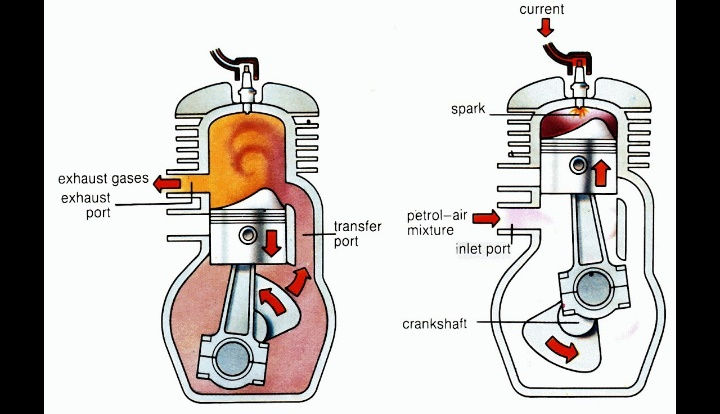 exhaust gases
exhaust
port
transfer
port
current
spark
petrol–air
mixture
inlet port
crankshaft